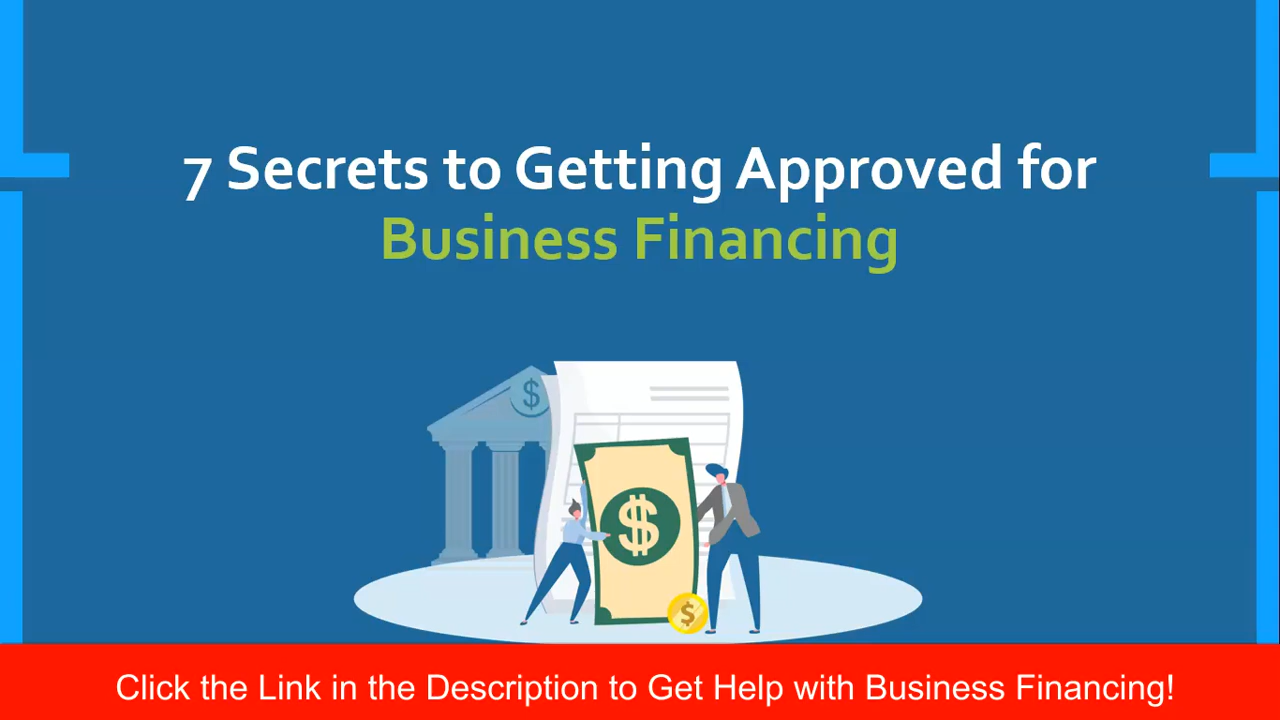 7 Secrets to Getting Approved for
Business Financing
$
$
$
Click the Link in the Description to Get Help with Business Financing!